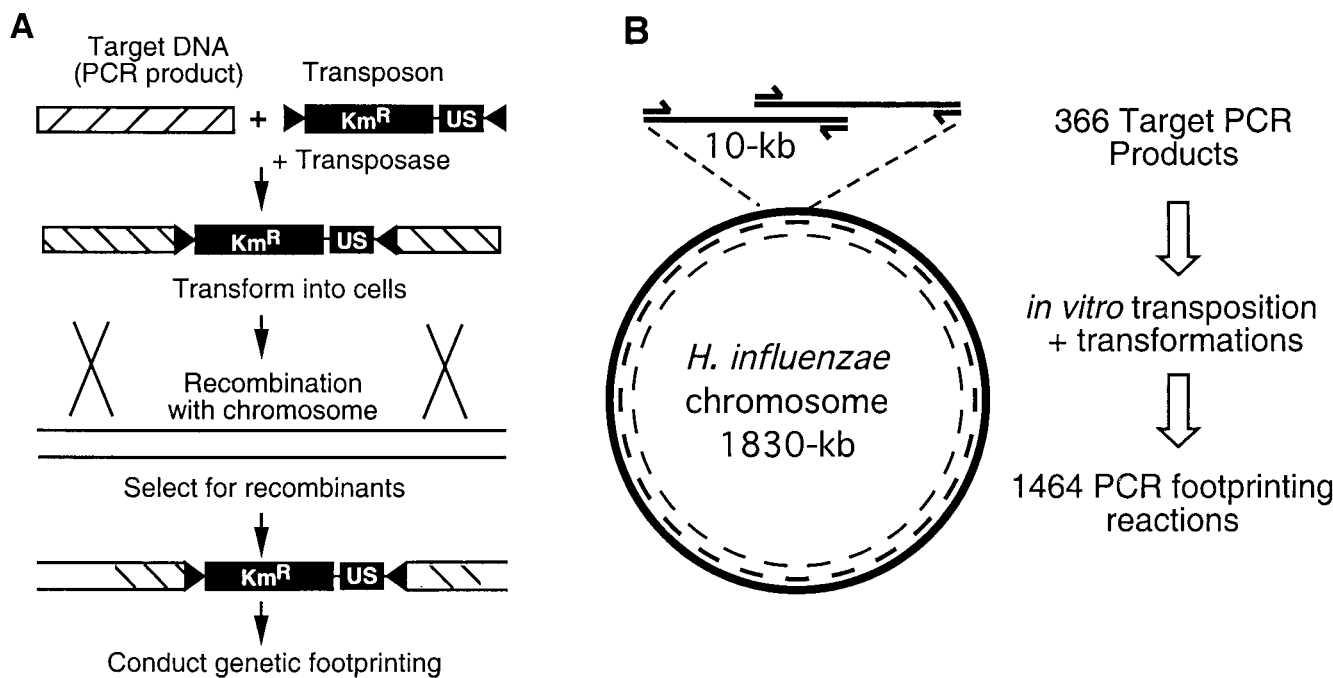 A
Target DNA
(PCR product)
Transposon
+
KmR
US
+ Transposase
KmR
US
Transform into cells
Recombination
with chromosome
Select for recombinants
KmR
US
Conduct genetic footprinting
B
10-kb
H. influenzae
chromosome
1830-kb
366 Target PCR
Products
in vitro transposition
+ transformations
1464 PCR footprinting
reactions